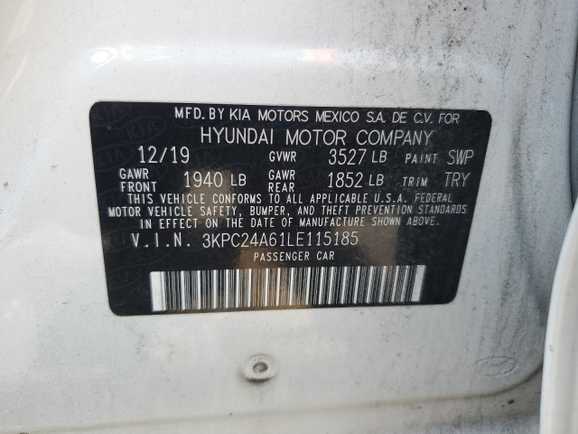 MFD. BY KIA MOTORS MEXICO S.A. DE C.V. FOR
HYUNDAI MOTOR COMPANY
12/19 GVWR 3527 LB PAINT SWP
GAWR FRONT 1940 LB GAWR REAR 1852 LB TRIM TRY
THIS VEHICLE CONFORMS TO ALL APPLICABLE U.S.A. FEDERAL
MOTOR VEHICLE SAFETY, BUMPER, AND THEFT PREVENTION STANDARDS
IN EFFECT ON THE DATE OF MANUFACTURE SHOWN ABOVE.
V.I.N. 3KPC24A61LE115185
PASSENGER CAR